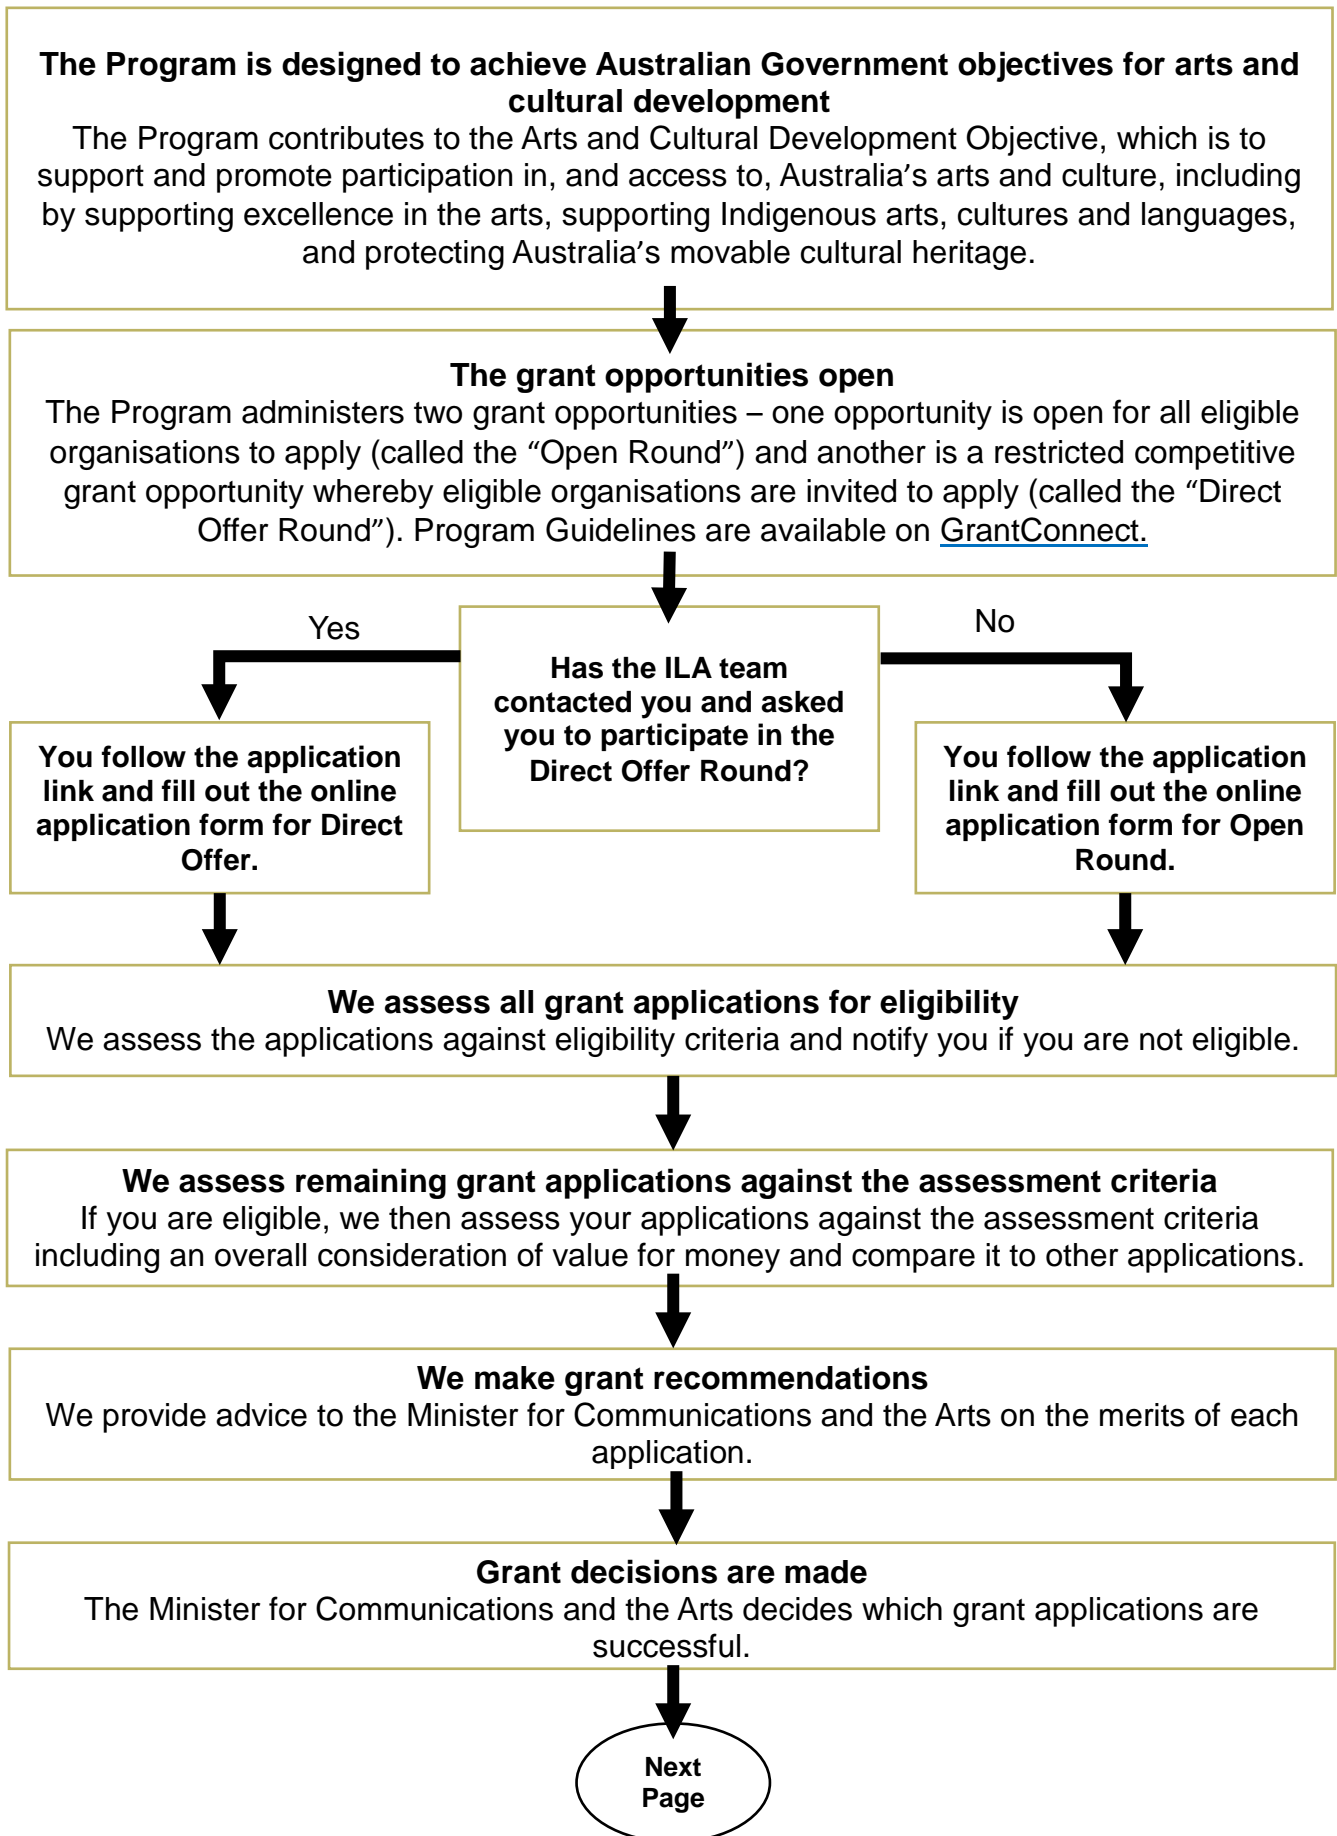 The Program is designed to achieve Australian Government objectives for arts and
cultural development
The Program contributes to the Arts and Cultural Development Objective, which is to
support and promote participation in, and access to, Australia’s arts and culture, including
by supporting excellence in the arts, supporting Indigenous arts, cultures and languages,
and protecting Australia’s movable cultural heritage.
The grant opportunities open
The Program administers two grant opportunities – one opportunity is open for all eligible
organisations to apply (called the “Open Round”) and another is a restricted competitive
grant opportunity whereby eligible organisations are invited to apply (called the “Direct
Offer Round”). Program Guidelines are available on GrantConnect.
Yes
No
Has the ILA team
contacted you and asked
you to participate in the
Direct Offer Round?
You follow the application
link and fill out the online
application form for Direct
Offer.
You follow the application
link and fill out the online
application form for Open
Round.
We assess all grant applications for eligibility
We assess the applications against eligibility criteria and notify you if you are not eligible.
We assess remaining grant applications against the assessment criteria
If you are eligible, we then assess your applications against the assessment criteria
including an overall consideration of value for money and compare it to other applications.
We make grant recommendations
We provide advice to the Minister for Communications and the Arts on the merits of each
application.
Grant decisions are made
The Minister for Communications and the Arts decides which grant applications are
successful.
Next
Page